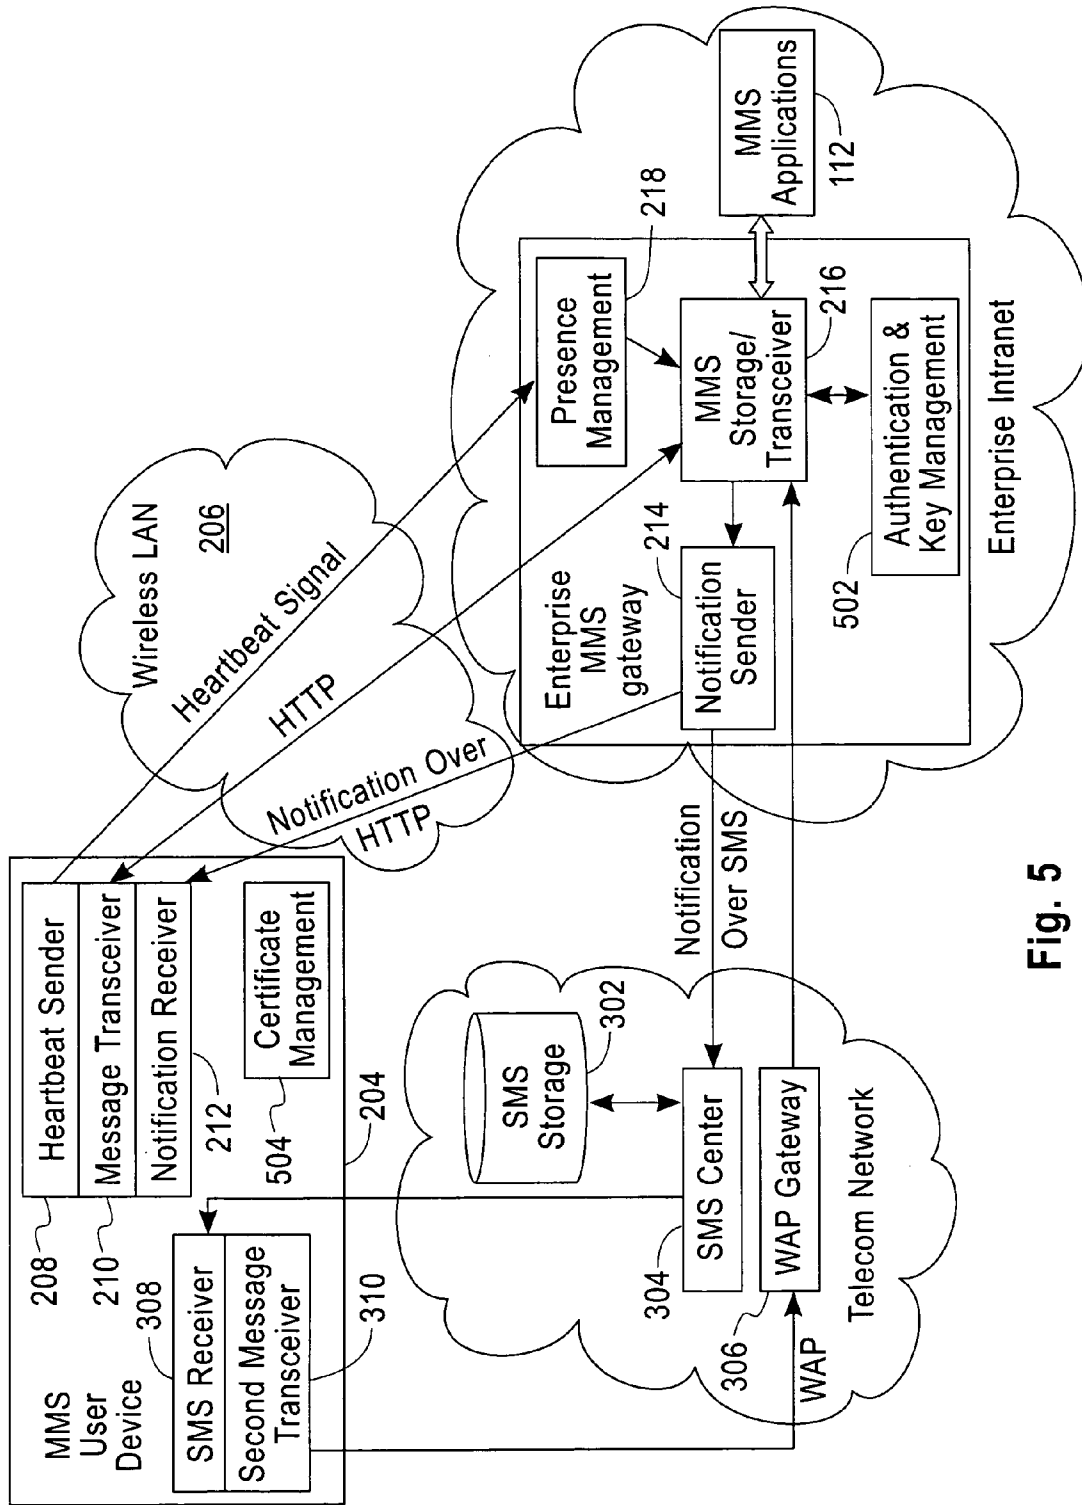 MMS
User
Device
208
Heartbeat Sender
210
Message Transceiver
Notification Receiver
212
308
SMS Receiver
Second Message
Transceiver
310
504
Certificate
Management
204
Wireless LAN
206
Heartbeat Signal
HTTP
Notification Over
HTTP
SMS
Storage
302
304
SMS Center
306
WAP Gateway
WAP
Telecom Network
Notification
Over SMS
Enterprise
MMS
gateway
214
Notification
Sender
Presence
Management
218
MMS
Storage/
Transceiver
216
502
Authentication &
Key Management
MMS
Applications
112
Enterprise Intranet
Fig. 5